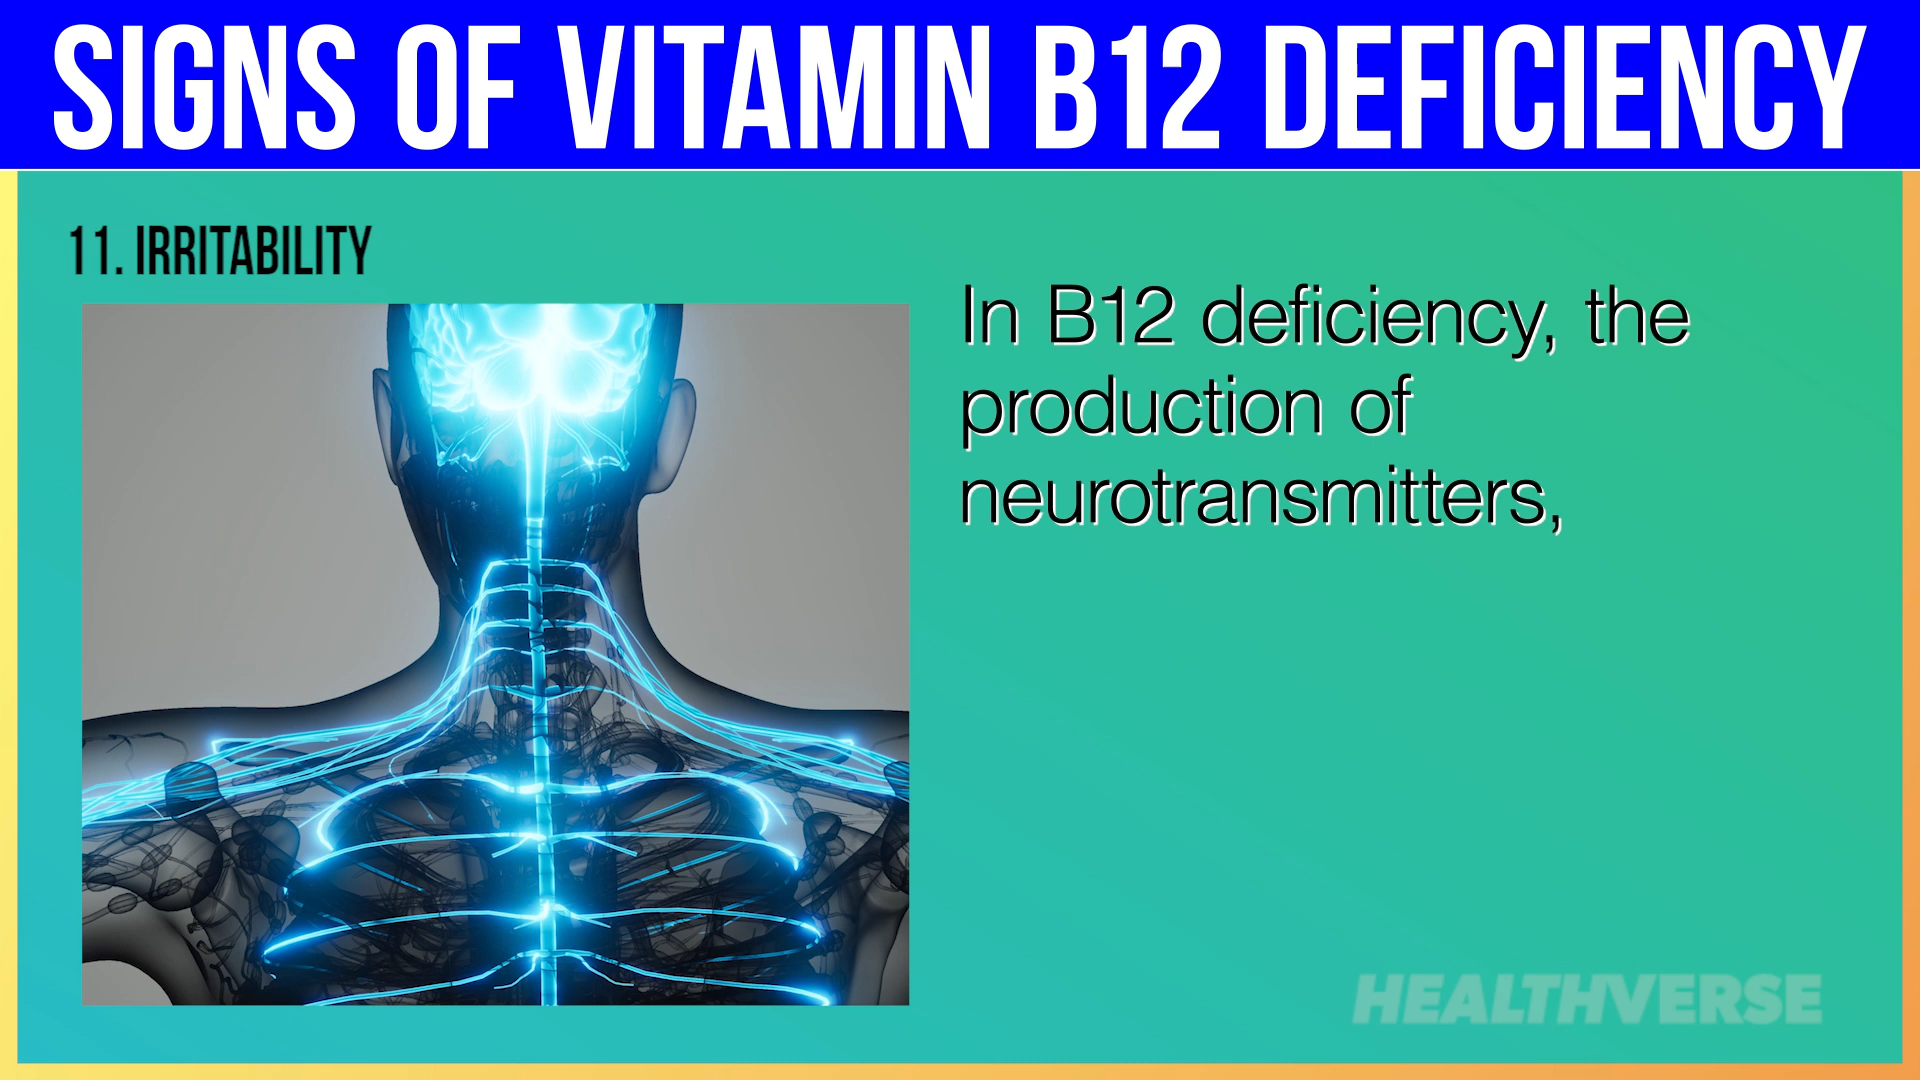 SIGNS OF VITAMIN B12 DEFICIENCY
11. IRRITABILITY
In B12 deficiency, the
production of
neurotransmitters,
HEALTHVERSE